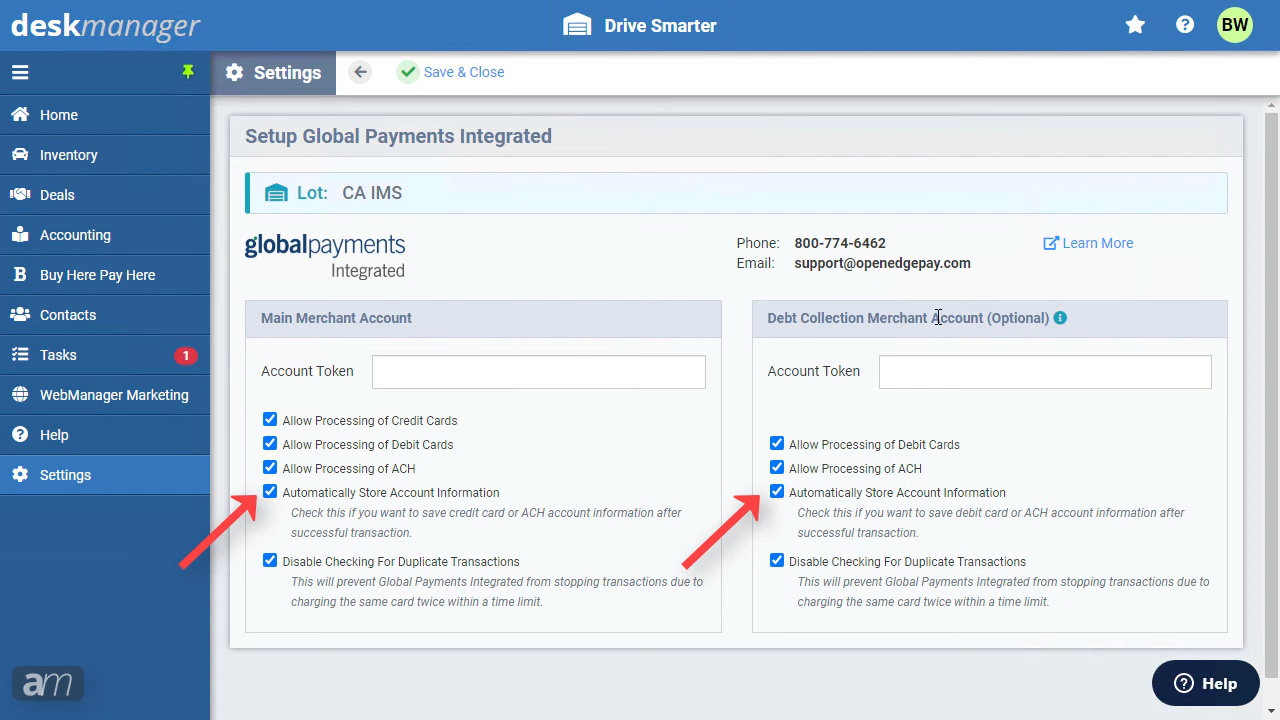 deskmanager
Drive Smarter
BW
Settings
Save & Close
Home
Inventory
Deals
Accounting
B Buy Here Pay Here
Contacts
Tasks 1
WebManager Marketing
Help
Settings
am
Setup Global Payments Integrated
Lot: CA IMS
globalpayments
Integrated
Phone: 800-774-6462
Email: support@openedgepay.com
Learn More
Main Merchant Account
Account Token
Allow Processing of Credit Cards
Allow Processing of Debit Cards
Allow Processing of ACH
Automatically Store Account Information
Check this if you want to save credit card or ACH account information after
successful transaction.
Disable Checking For Duplicate Transactions
This will prevent Global Payments Integrated from stopping transactions due to
charging the same card twice within a time limit.
Debt Collection Merchant Account (Optional)
Account Token
Allow Processing of Debit Cards
Allow Processing of ACH
Automatically Store Account Information
Check this if you want to save debit card or ACH account information after
successful transaction.
Disable Checking For Duplicate Transactions
This will prevent Global Payments Integrated from stopping transactions due to
charging the same card twice within a time limit.
Help